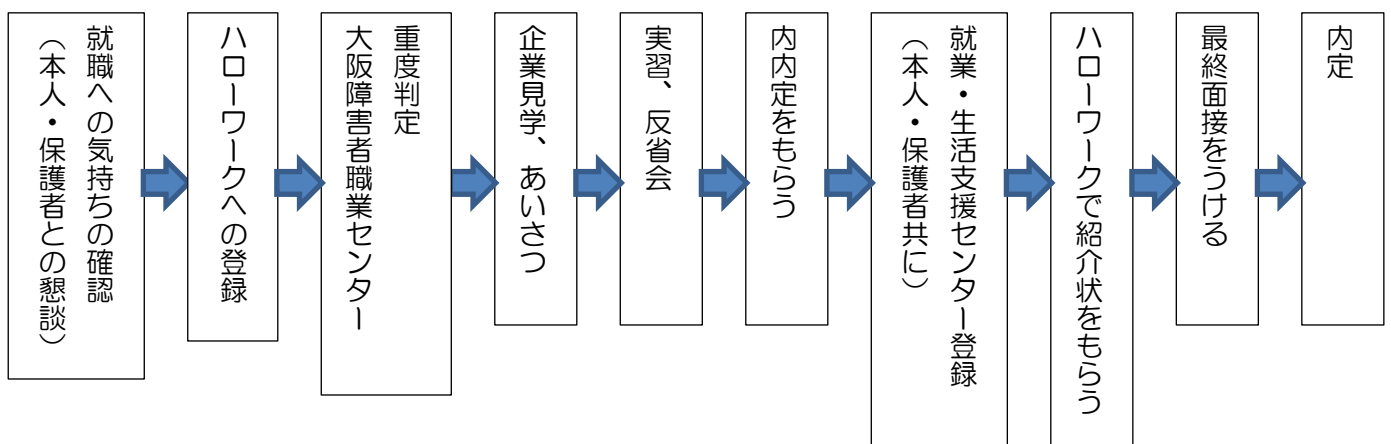 就職への気持ちの確認
（本人・保護者との懇談）
ハローワークへの登録
重度判定
大阪障害者職業センター
企業見学、あいさつ
実習、反省会
内内定をもらう
就業・生活支援センター登録
（本人・保護者共に）
ハローワークで紹介状をもらう
最終面接をうける
内定